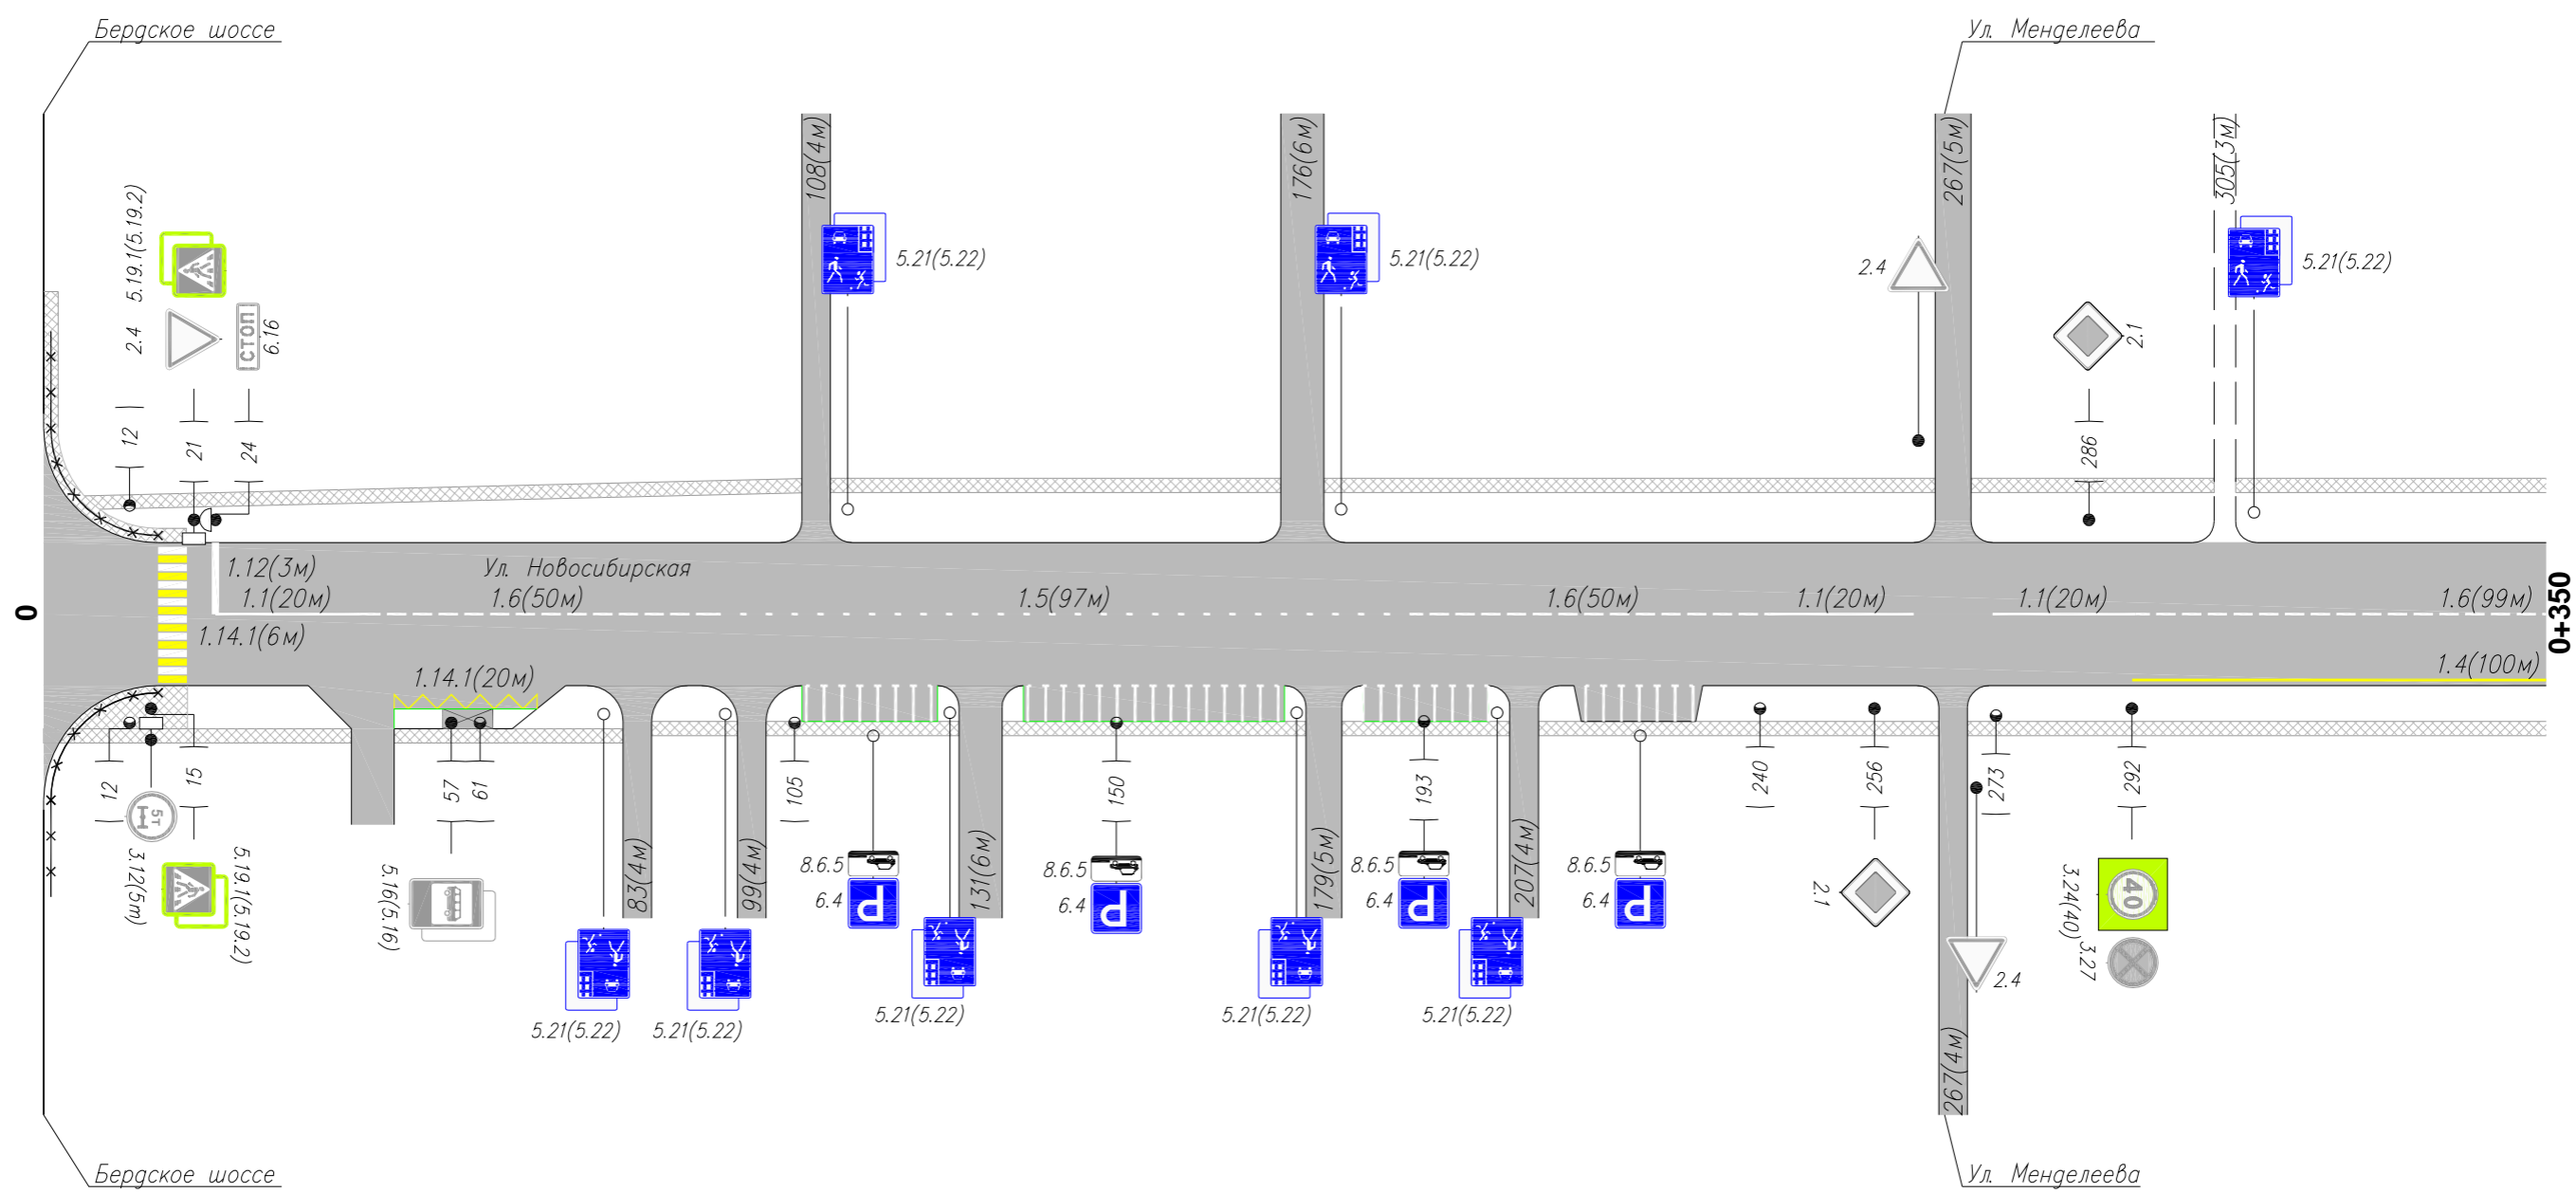 Бердское шоссе
Ул. Менделеева
108(4м)
176(6м)
267(5м)
305(3м)
5.19.1(5.19.2)
5.21(5.22)
5.21(5.22)
2.4
5.21(5.22)
2.4
СТОП
6.16
2.1
12
21
24
282
1.12(3м)
Ул. Новосибирская
1.1(20м)
1.6(50м)
1.5(97м)
1.6(50м)
1.1(20м)
1.1(20м)
1.6(99м)
0
0+350
1.14.1(6м)
1.14.1(20м)
1.4(100м)
12
15
57
61
105
150
193
240
256
273
292
5т
3.12(5т)
5.19.1(5.19.2)
5.16(5.16)
83(4м)
99(4м)
8.6.5
6.4
P
131(6м)
8.6.5
6.4
P
179(5м)
8.6.5
6.4
P
207(4м)
8.6.5
6.4
P
2.1
40
3.24(40)
3.27
2.4
5.21(5.22)
5.21(5.22)
5.21(5.22)
5.21(5.22)
5.21(5.22)
267(4м)
Бердское шоссе
Ул. Менделеева